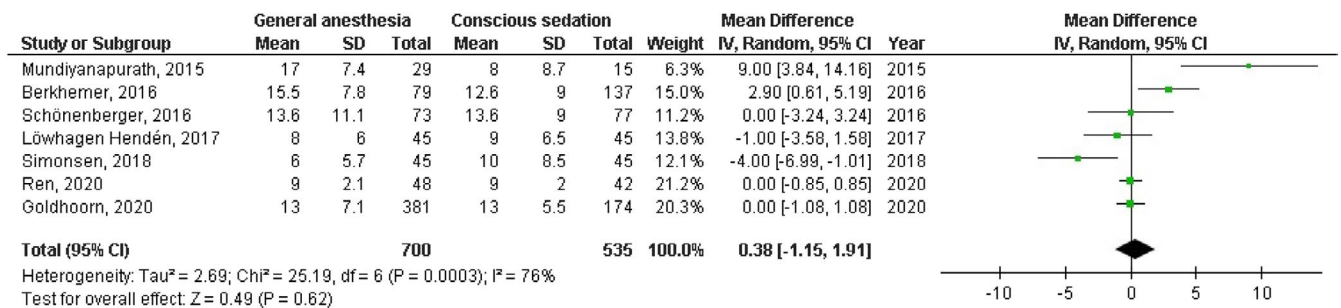 General anesthesia Conscious sedation Mean Difference Mean Difference
Study or Subgroup Mean SD Total Mean SD Total Weight IV, Random, 95% CI Year IV, Random, 95% CI
Mundiyanapurath, 2015 17 7.4 29 8 8.7 15 6.3% 9.00 [3.84, 14.16] 2015
Berkhemer, 2016 15.5 7.8 79 12.6 9 137 15.0% 2.90 [0.61, 5.19] 2016
Schönenberger, 2016 13.6 11.1 73 13.6 9 77 11.2% 0.00 [-3.24, 3.24] 2016
Löwhagen Hendén, 2017 8 6 45 9 6.5 45 13.8% -1.00 [-3.58, 1.58] 2017
Simonsen, 2018 6 5.7 45 10 8.5 45 12.1% -4.00 [-6.99, -1.01] 2018
Ren, 2020 9 2.1 48 9 2 42 21.2% 0.00 [-0.85, 0.85] 2020
Goldhoorn, 2020 13 7.1 381 13 5.5 174 20.3% 0.00 [-1.08, 1.08] 2020
Total (95% CI) 700 535 100.0% 0.38 [-1.15, 1.91]
Heterogeneity: Tau² = 2.69; Chi² = 25.19, df = 6 (P = 0.0003); I² = 76%
Test for overall effect: Z = 0.49 (P = 0.62)
-10 -5 0 5 10